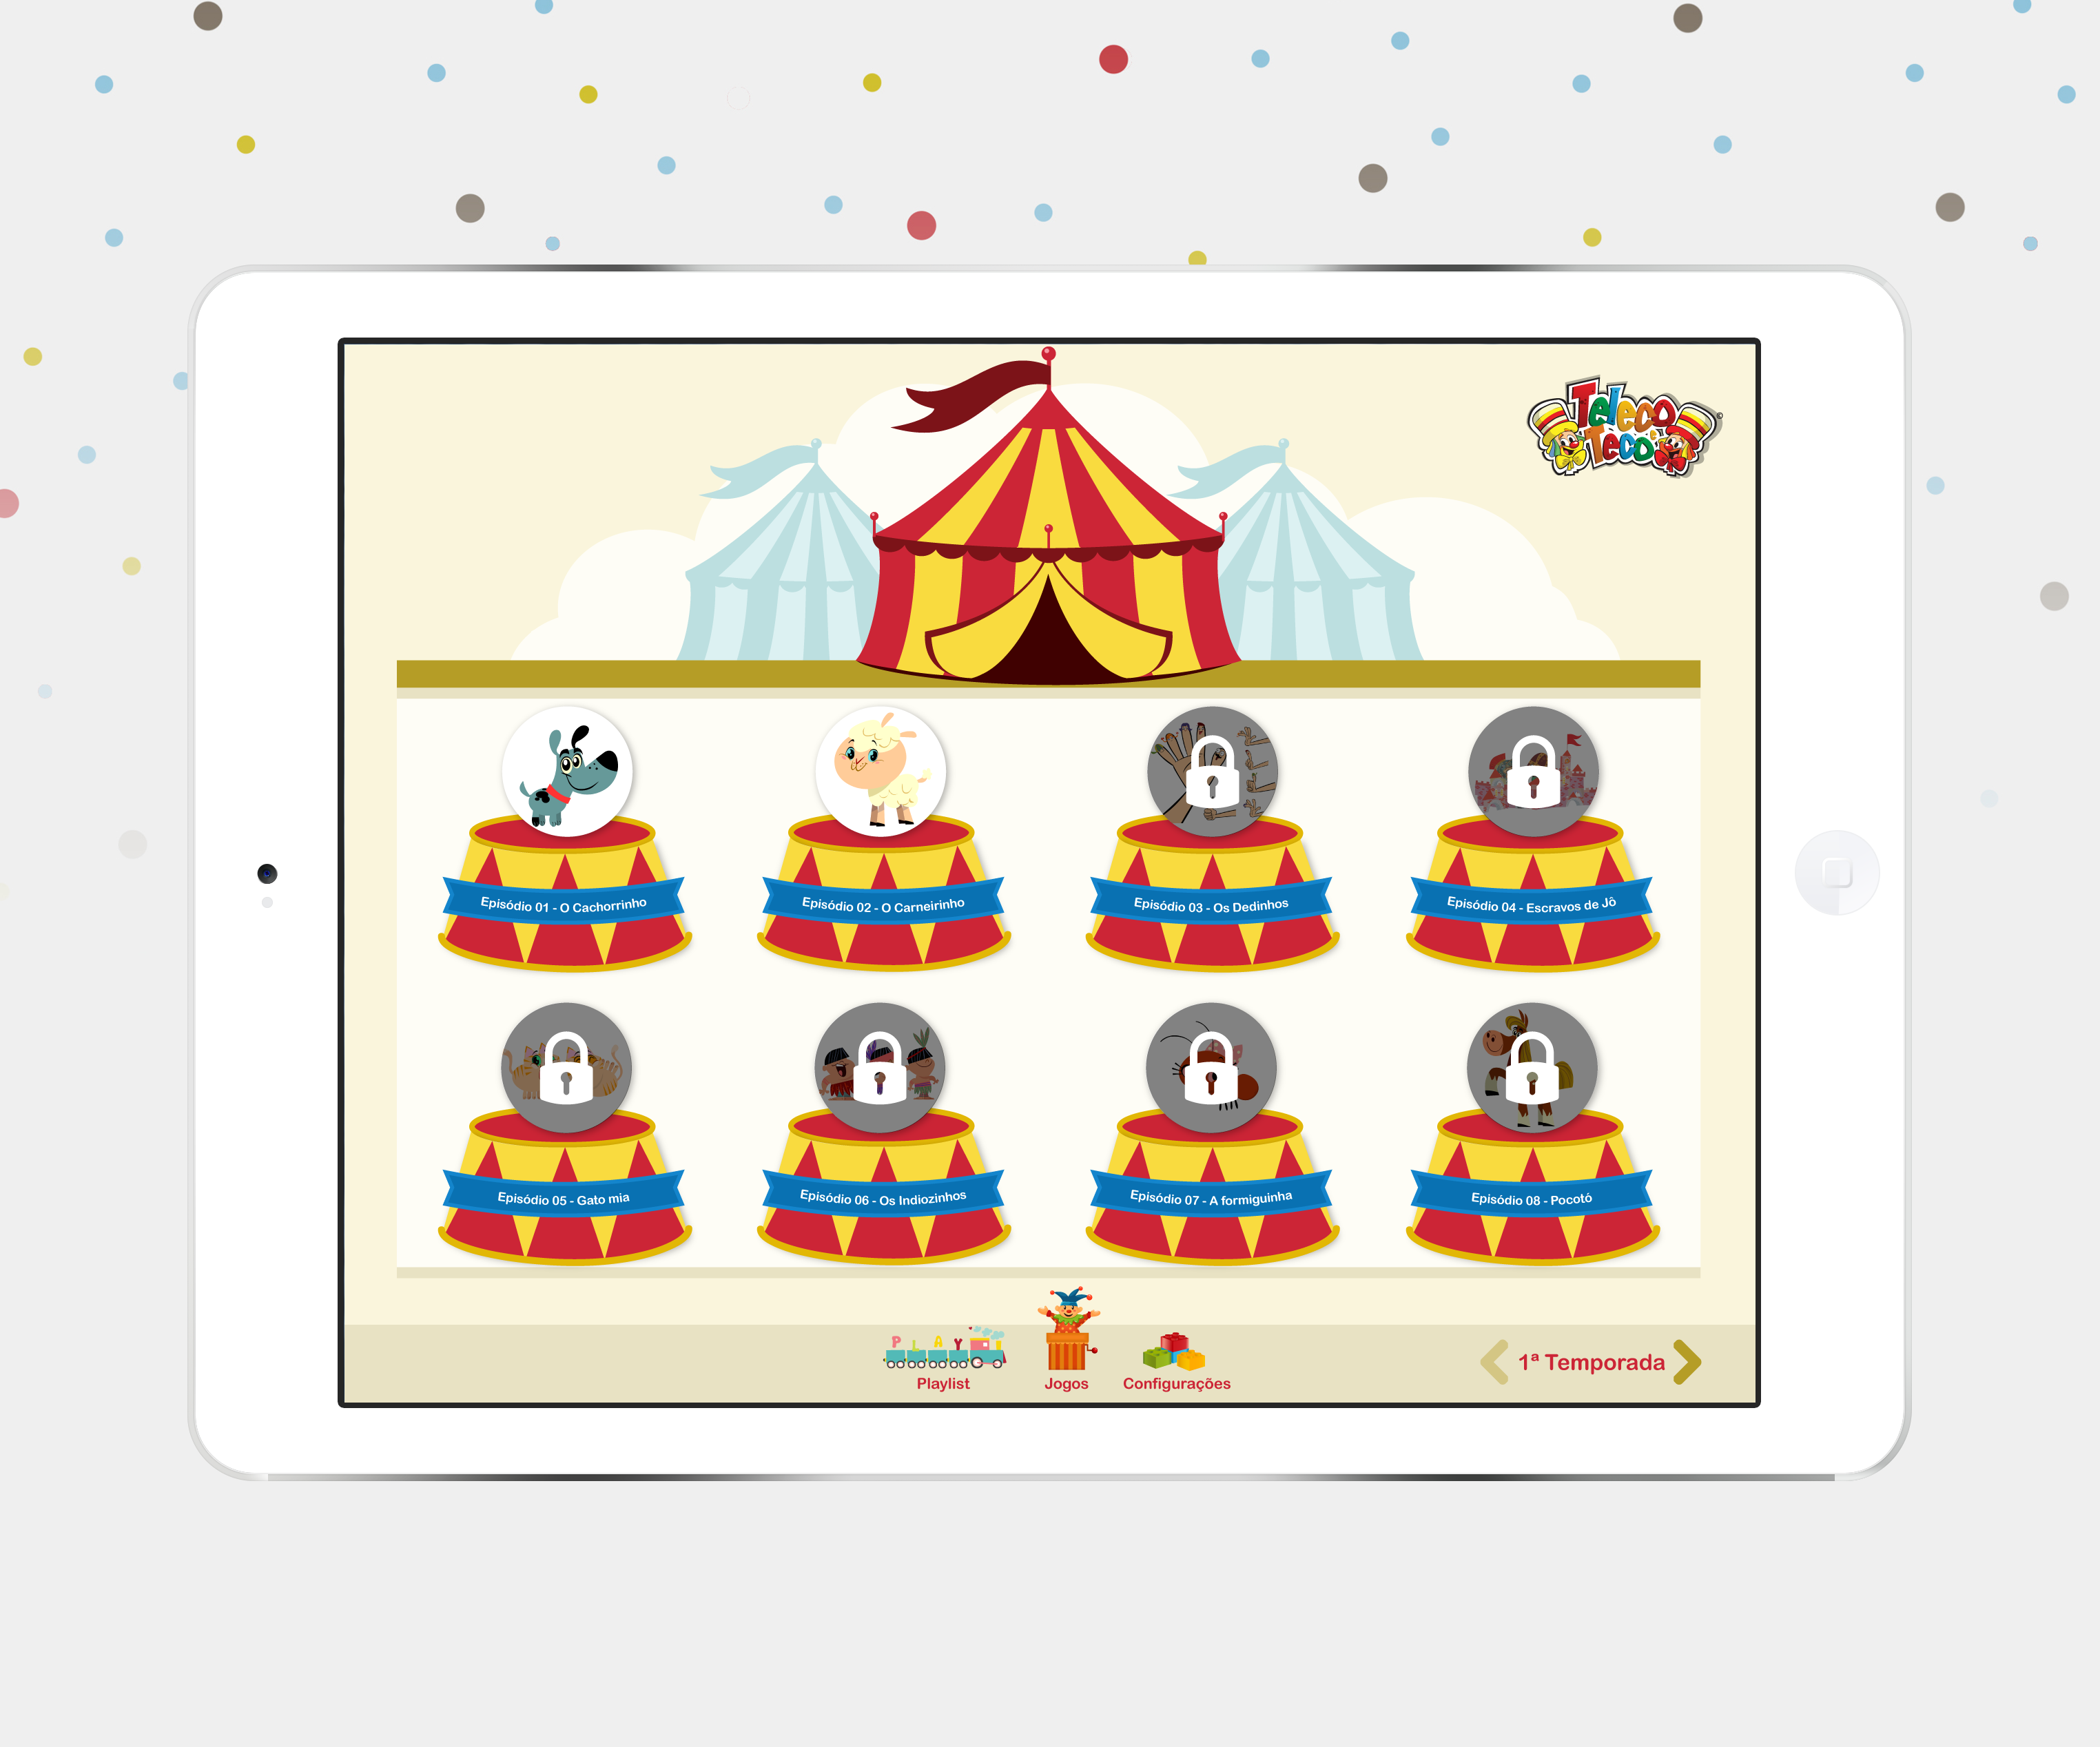 Teleco
Teco
Episódio 01 - O Cachorrinho
Episódio 02 - O Carneirinho
Episódio 03 - Os Dedinhos
Episódio 04 - Escravos de Jô
Episódio 05 - Gato mia
Episódio 06 - Os Indiozinhos
Episódio 07 - A formiguinha
Episódio 08 - Pocotó
PLAY
Playlist
Jogos
Configurações
1ª Temporada